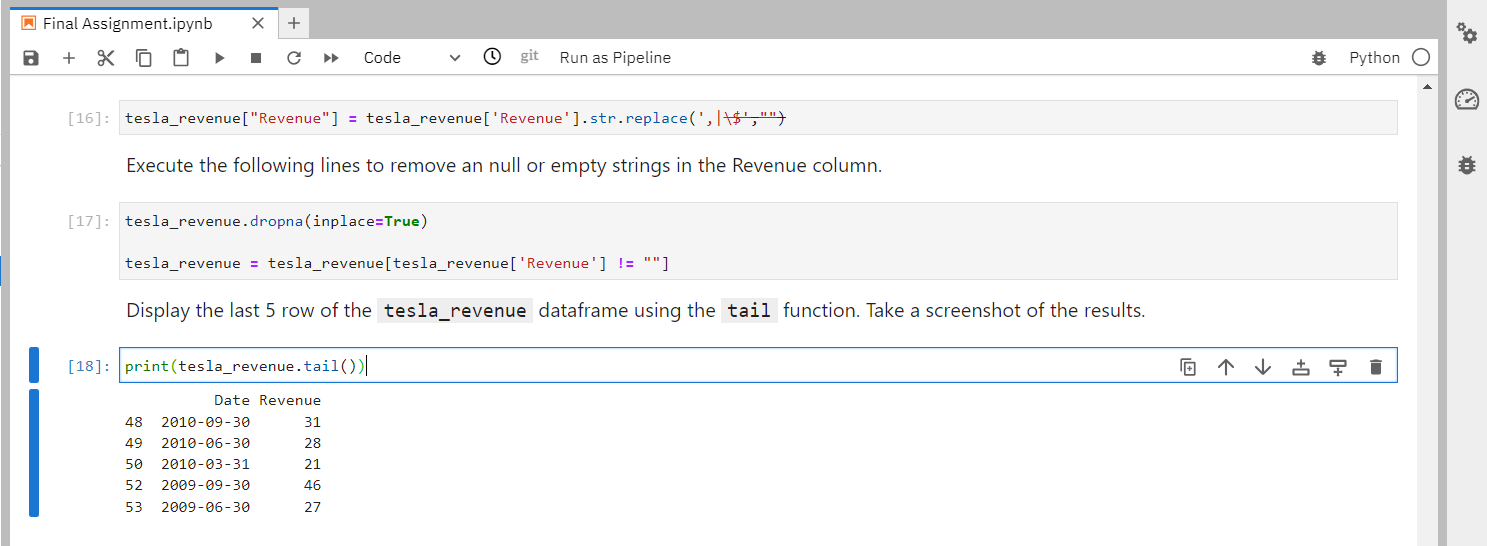 Final Assignment.ipynb
Code git Run as Pipeline Python
[16]: tesla_revenue["Revenue"] = tesla_revenue['Revenue'].str.replace(',|\$',"")
Execute the following lines to remove an null or empty strings in the Revenue column.
[17]: tesla_revenue.dropna(inplace=True)
tesla_revenue = tesla_revenue[tesla_revenue['Revenue'] != ""]
Display the last 5 row of the tesla_revenue dataframe using the tail function. Take a screenshot of the results.
[18]: print(tesla_revenue.tail())
Date Revenue
48 2010-09-30 31
49 2010-06-30 28
50 2010-03-31 21
52 2009-09-30 46
53 2009-06-30 27